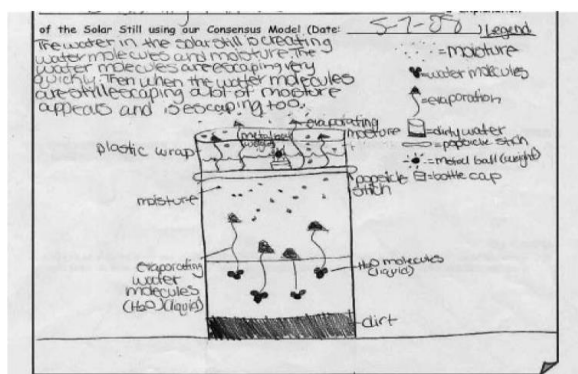 Explanation
of the Solar Still using our Consensus Model (Date: 5-7-08) Legend
The water in the solar still is creating
water molecules and moisture. The
water molecules are escaping very
quickly. Then when the water molecules
are still escaping a lot of moisture
appears and is escaping too.
= moisture
= water molecules
= evaporation
= dirty water
= popsicle stich
= metal ball (weight)
= bottle cap
evaporating
moisture
metal ball
plastic wrap
popsicle
stich
moisture
evaporating
water
molecules
(H2O) (liquid)
H2O molecules
(liquid)
dirt